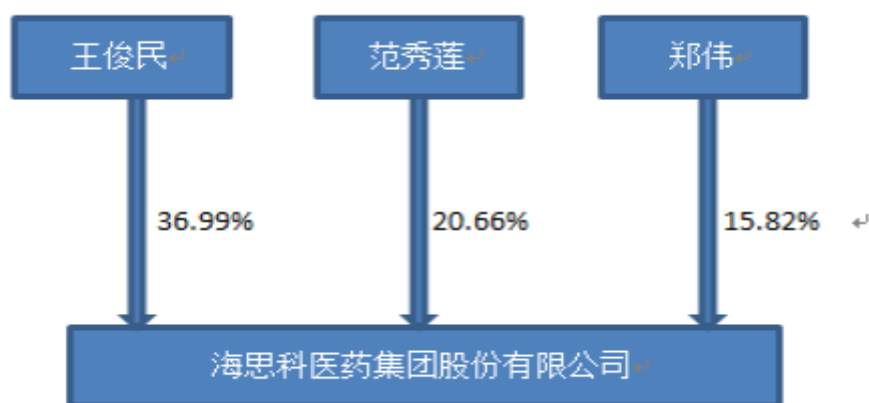 王俊民
范秀莲
郑伟
36.99%
20.66%
15.82%
海思科医药集团股份有限公司